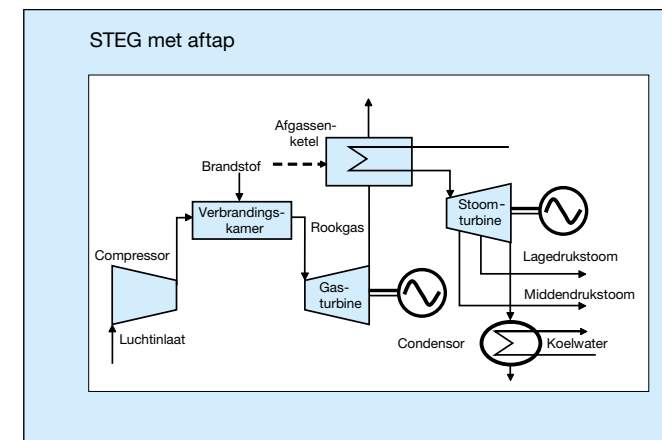 STEG met aftap
Afgassen-
ketel
Brandstof
Verbrandings-
kamer
Rookgas
Stoom-
turbine
Compressor
Lagedrukstoom
Gas-
turbine
Middendrukstoom
Luchtinlaat
Condensor
Koelwater